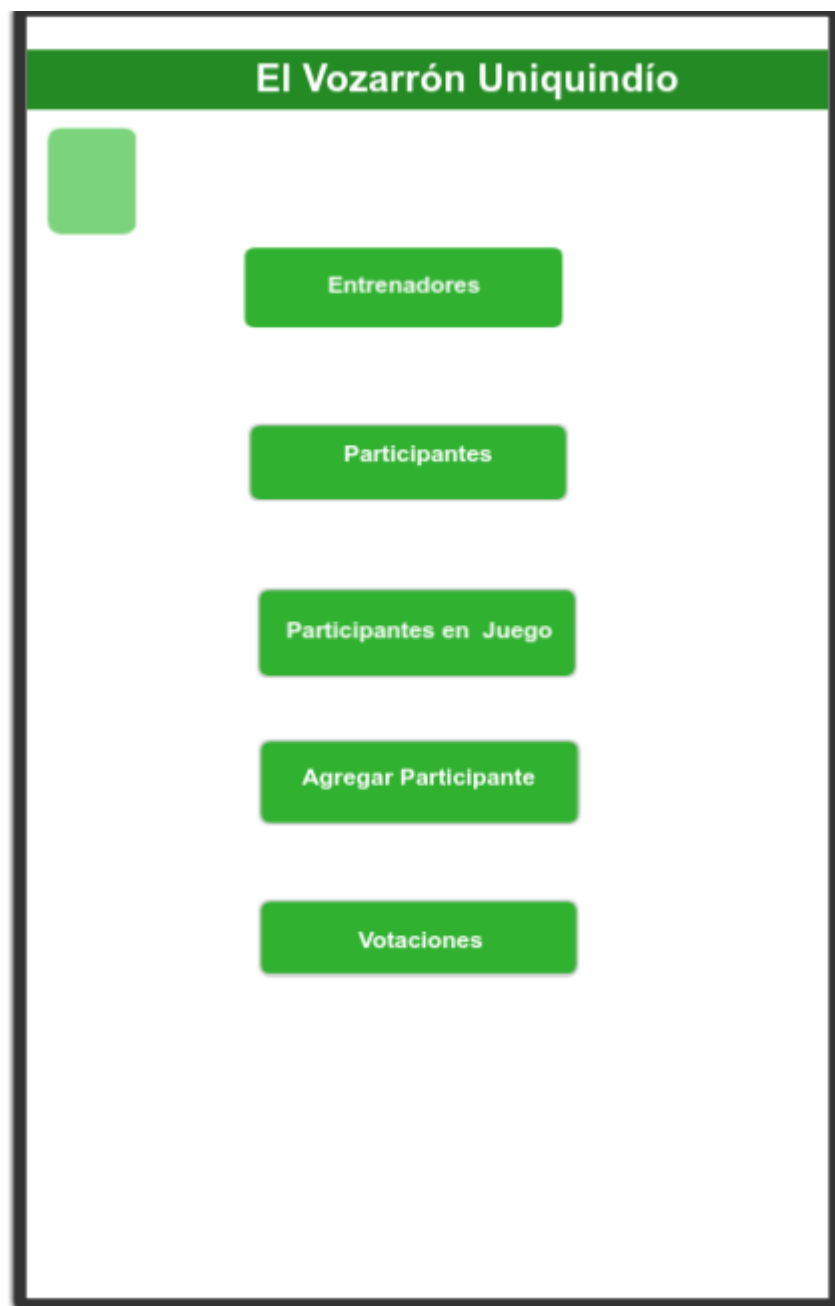 El Vozarrón Uniquindío
Entrenadores
Participantes
Participantes en  Juego
Agregar Participante
Votaciones